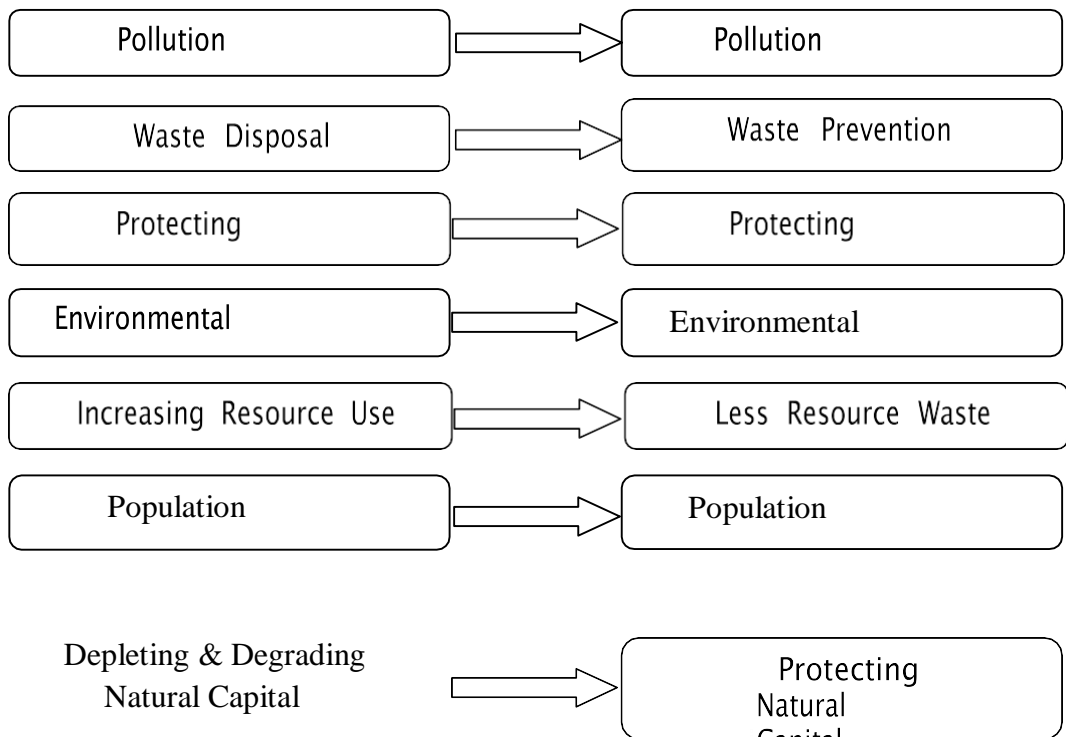 Pollution Pollution
Waste Disposal Waste Prevention
Protecting Protecting
Environmental Environmental
Increasing Resource Use Less Resource Waste
Population Population
Depleting & Degrading
Natural Capital
Protecting
Natural
Capital